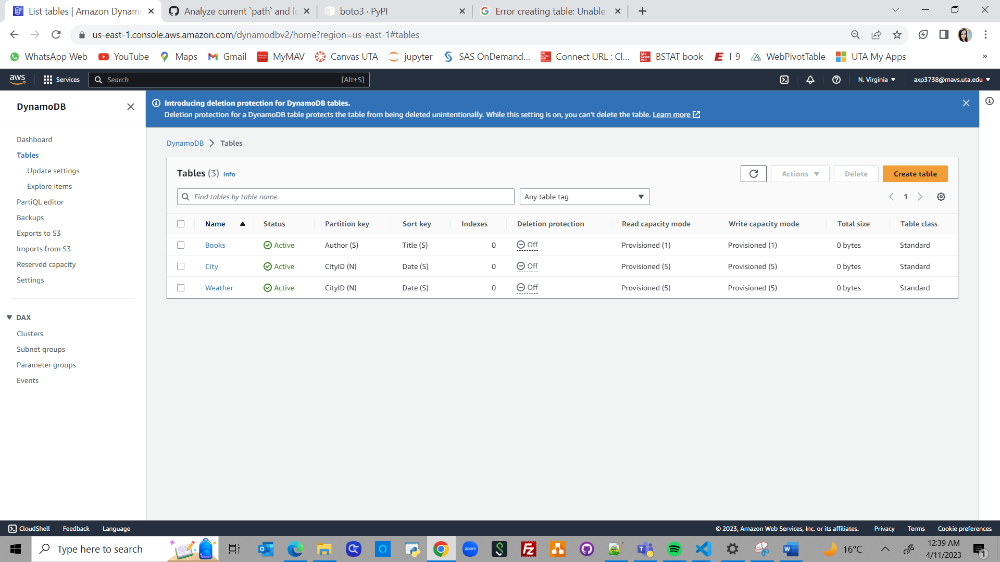 List tables | Amazon Dynamo
Analyze current `path` and lo
boto3 · PyPI
Error creating table: Unable
us-east-1.console.aws.amazon.com/dynamodbv2/home?region=us-east-1#tables
WhatsApp Web YouTube Maps Gmail MyMAV Canvas UTA jupyter SAS OnDemand... Connect URL : Cl... BSTAT book I-9 WebPivotTable UTA My Apps »
aws Services Search [Alt+S] N. Virginia axp3738@mavs.uta.edu
DynamoDB
Dashboard
Tables
Update settings
Explore items
PartiQL editor
Backups
Exports to S3
Imports from S3
Reserved capacity
Settings
DAX
Clusters
Subnet groups
Parameter groups
Events
Introducing deletion protection for DynamoDB tables.
Deletion protection for a DynamoDB table protects the table from being deleted unintentionally. While this setting is on, you can't delete the table. Learn more
DynamoDB Tables
Tables (3) Info Actions Delete Create table
Find tables by table name Any table tag 1
Name Status Partition key Sort key Indexes Deletion protection Read capacity mode Write capacity mode Total size Table class
Books Active Author (S) Title (S) 0 Off Provisioned (1) Provisioned (1) 0 bytes Standard
City Active CityID (N) Date (S) 0 Off Provisioned (5) Provisioned (5) 0 bytes Standard
Weather Active CityID (N) Date (S) 0 Off Provisioned (5) Provisioned (5) 0 bytes Standard
CloudShell Feedback Language © 2023, Amazon Web Services, Inc. or its affiliates. Privacy Terms Cookie preferences
Type here to search zoom 16°C 12:39 AM
4/11/2023 1